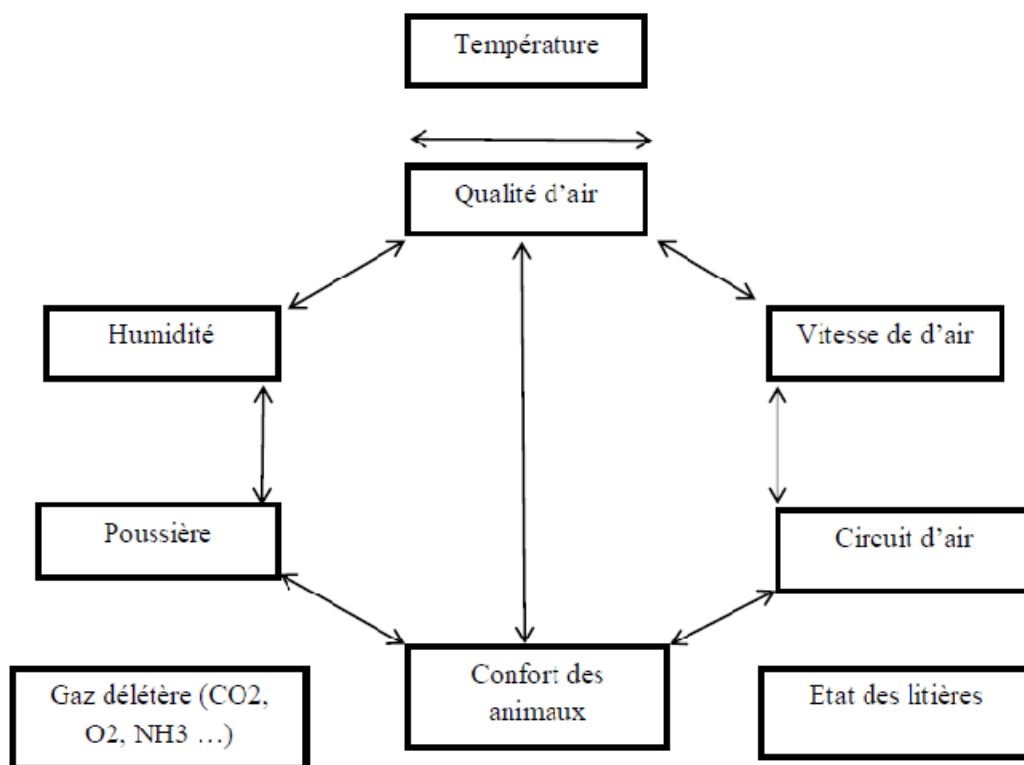 Température
Qualité d'air
Humidité
Vitesse de d'air
Poussière
Circuit d'air
Gaz délétère (CO2,
O2, NH3 …)
Confort des
animaux
Etat des litières